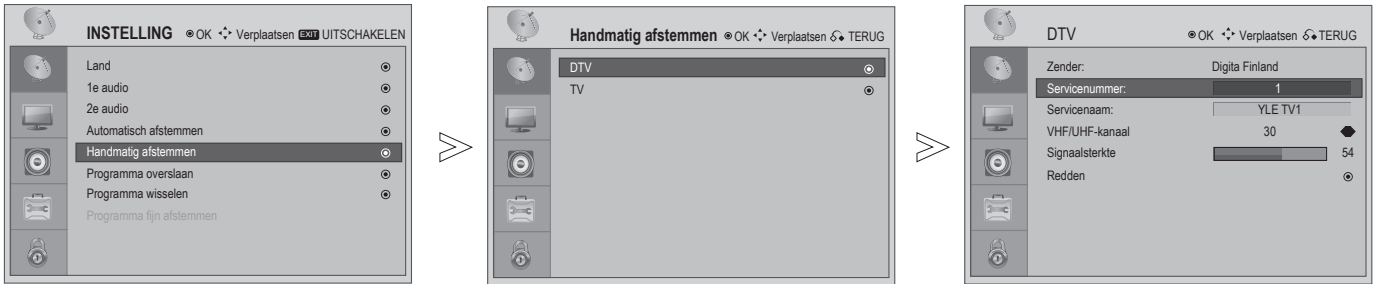 INSTELLING OK Verplaatsen EXIT UITSCHAKELEN
Land
1e audio
2e audio
Automatisch afstemmen
Handmatig afstemmen
Programma overslaan
Programma wisselen
Programma fijn afstemmen
Handmatig afstemmen OK Verplaatsen TERUG
DTV
TV
DTV OK Verplaatsen TERUG
Zender: Digita Finland
Servicenummer: 1
Servicenaam: YLE TV1
VHF/UHF-kanaal 30
Signaalsterkte 54
Redden